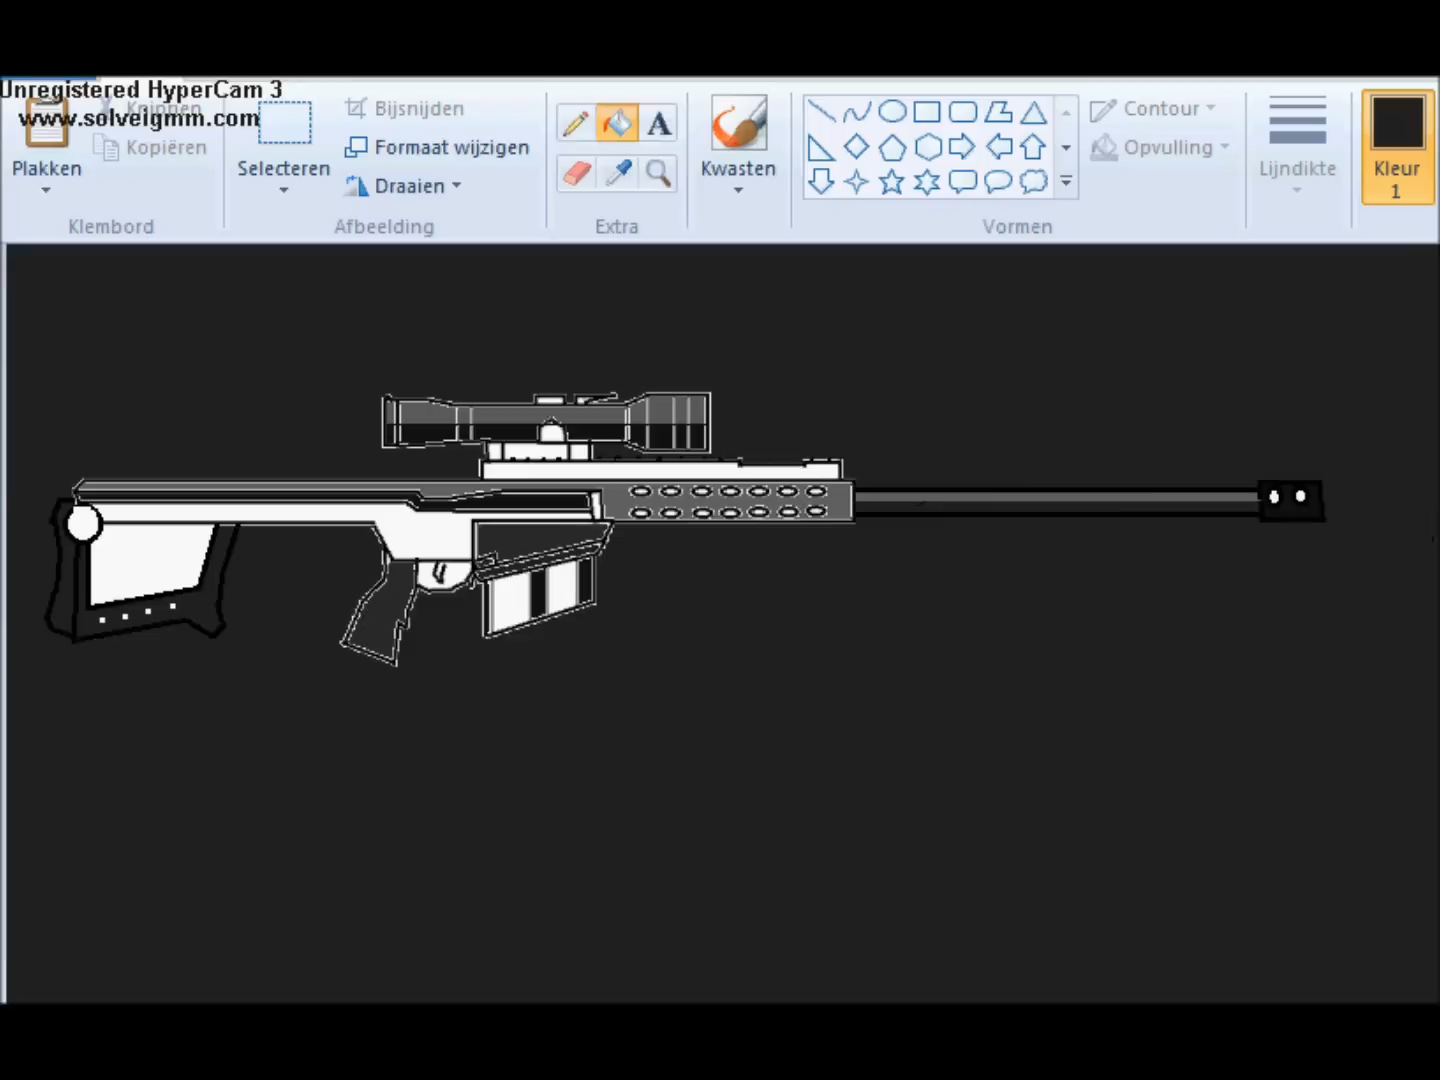 Unregistered HyperCam 3
www.solveigmm.com
Plakken
Knippen
Kopiëren
Klembord
Selecteren
Bijsnijden
Formaat wijzigen
Draaien
Afbeelding
A
Extra
Kwasten
Vormen
Contour
Opvulling
Lijndikte
Kleur
1